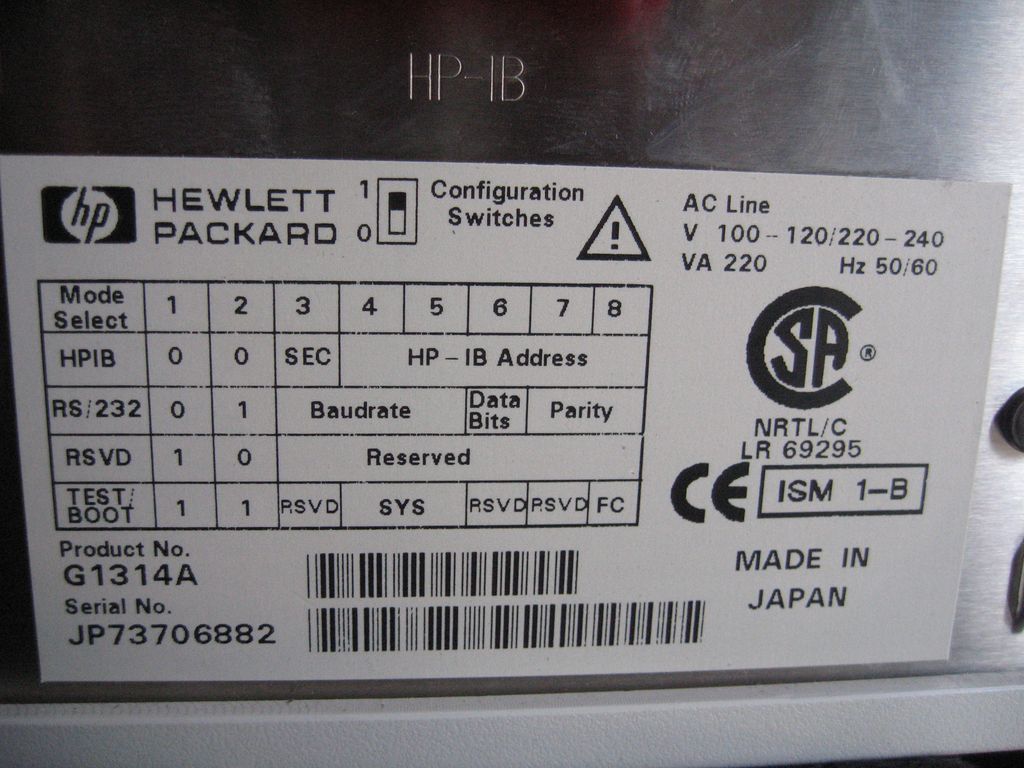 HP-IB
hp HEWLETT PACKARD
1
0
Configuration
Switches
!
AC Line
V 100-120/220-240
VA 220 Hz 50/60
Mode Select 1 2 3 4 5 6 7 8
HPIB 0 0 SEC HP-IB Address
RS/232 0 1 Baudrate Data Bits Parity
RSVD 1 0 Reserved
TEST/BOOT 1 1 RSVD SYS RSVD RSVD FC
SA ®
NRTL/C
LR 69295
CE ISM 1-B
Product No.
G1314A
Serial No.
JP73706882
MADE IN
JAPAN